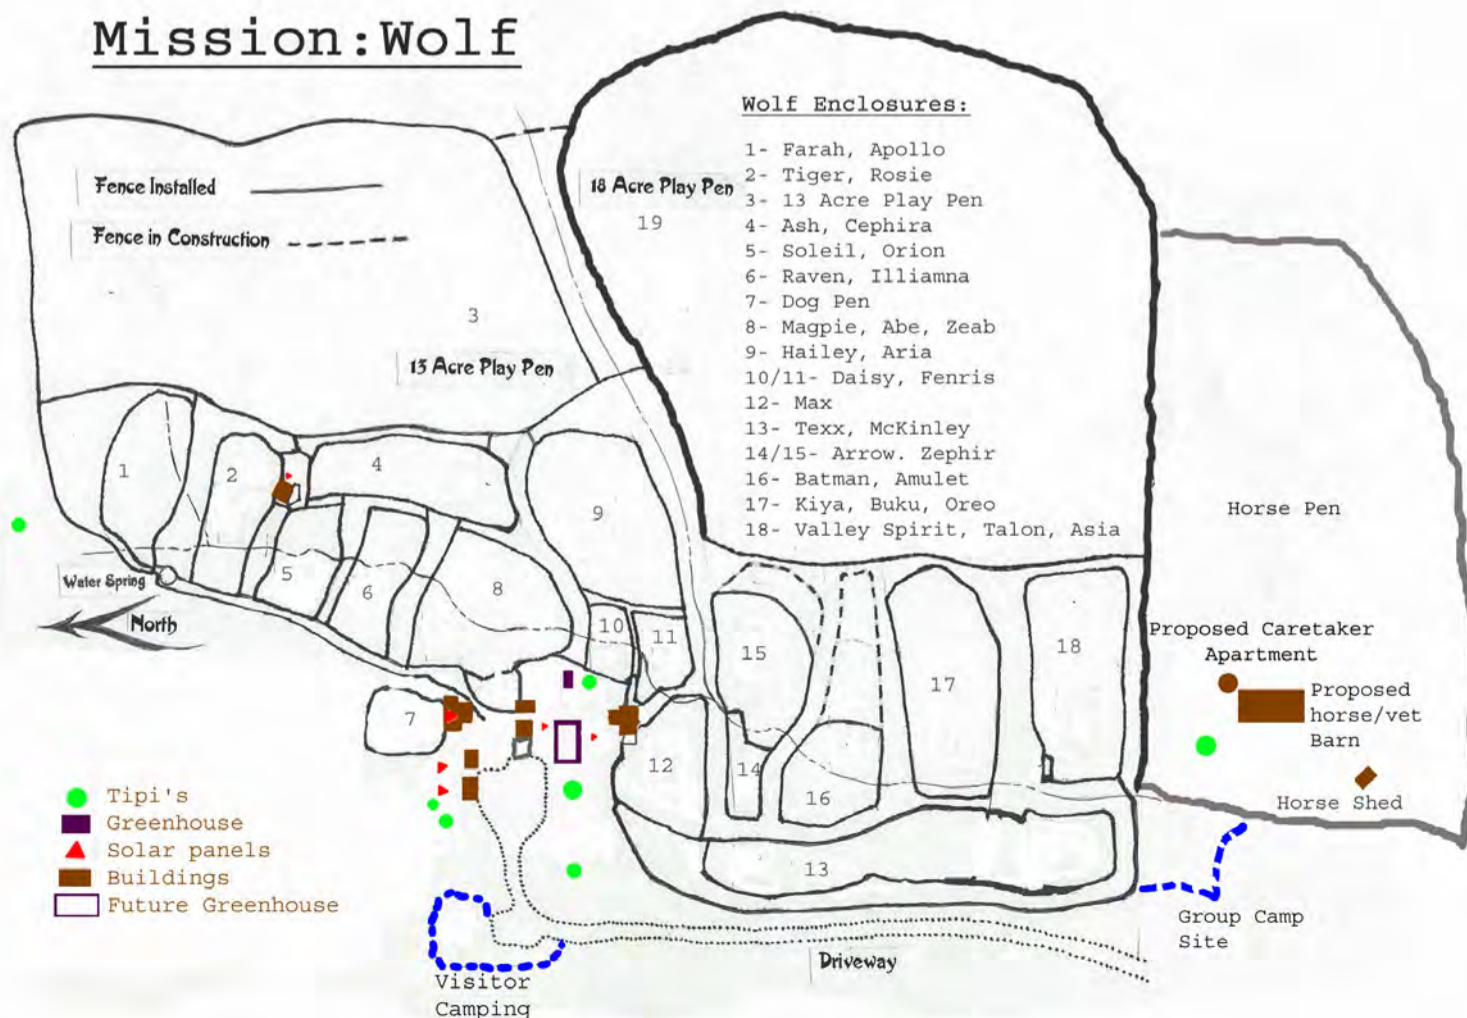 Mission:Wolf
Wolf Enclosures:
1- Farah, Apollo
2- Tiger, Rosie
3- 13 Acre Play Pen
4- Ash, Cephira
5- Soleil, Orion
6- Raven, Illiamna
7- Dog Pen
8- Magpie, Abe, Zeab
9- Hailey, Aria
10/11- Daisy, Fenris
12- Max
13- Texx, McKinley
14/15- Arrow. Zephir
16- Batman, Amulet
17- Kiya, Buku, Oreo
18- Valley Spirit, Talon, Asia
Fence Installed
Fence in Construction
18 Acre Play Pen
19
3
13 Acre Play Pen
1
2
4
9
5
6
8
Water Spring
North
10
11
15
17
18
7
12
14
16
13
Horse Pen
Proposed Caretaker
Apartment
Proposed
horse/vet
Barn
Horse Shed
Tipi's
Greenhouse
Solar panels
Buildings
Future Greenhouse
Group Camp
Site
Driveway
Visitor
Camping